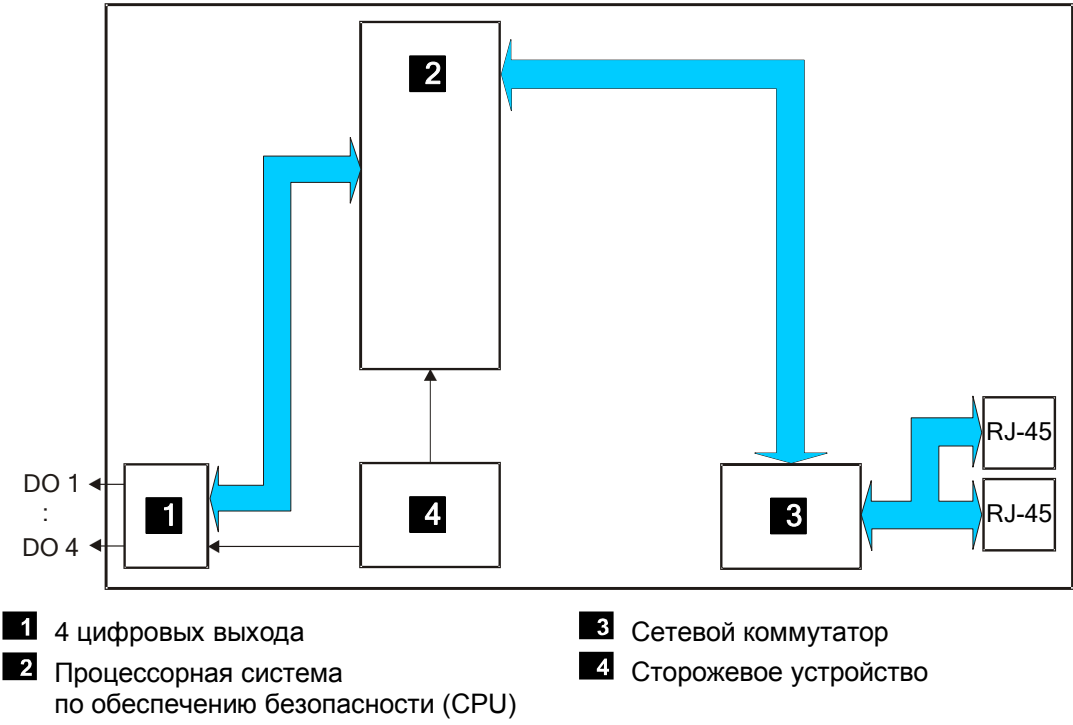 2
RJ-45
DO 1
:
DO 4
1
4
3
RJ-45
1 4 цифровых выхода
2 Процессорная система
по обеспечению безопасности (CPU)
3 Сетевой коммутатор
4 Сторожевое устройство